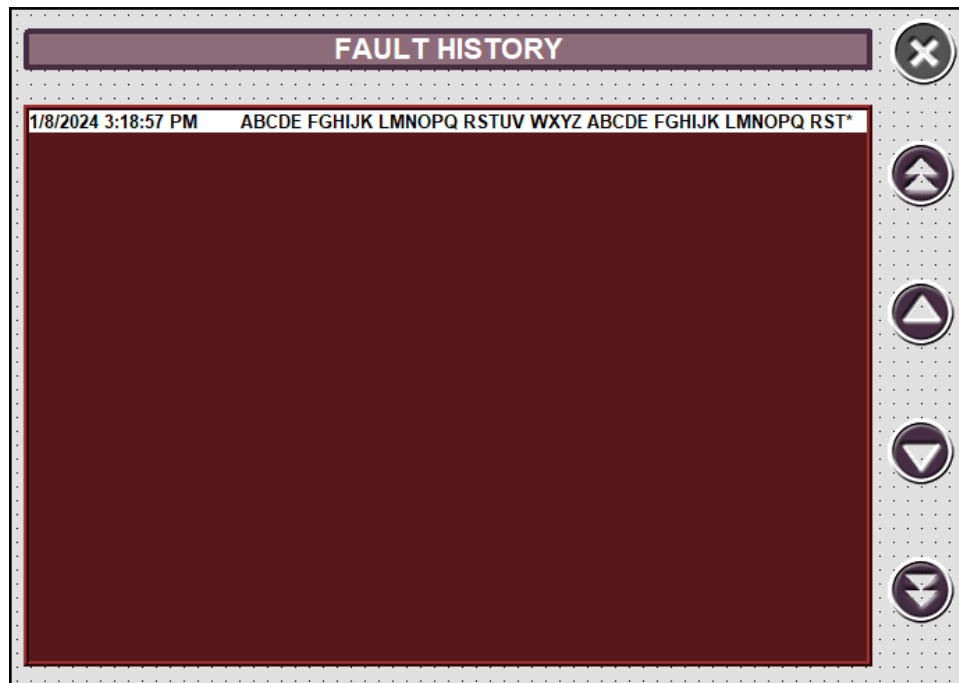 FAULT HISTORY
1/8/2024 3:18:57 PM ABCDE FGHIJK LMNOPQ RSTUV WXYZ ABCDE FGHIJK LMNOPQ RST*